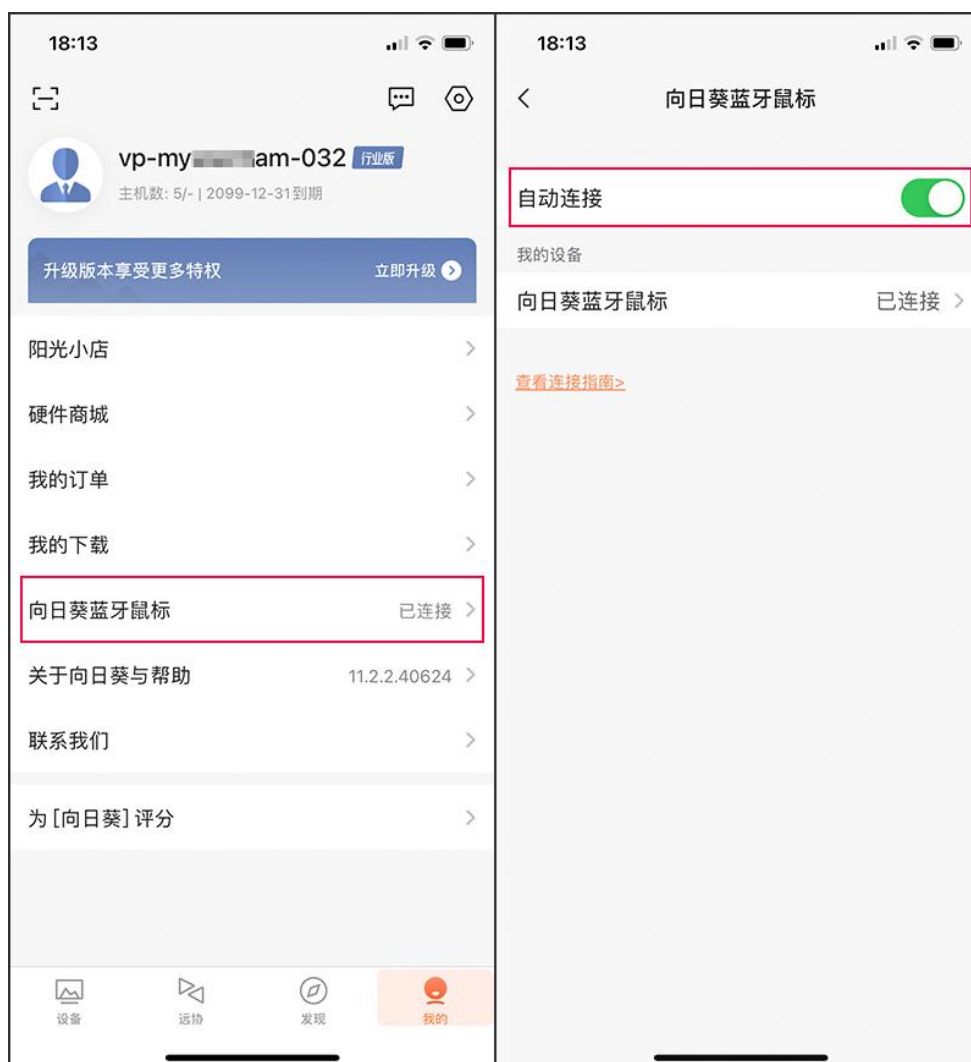 18:13
vp-my am-032 行业版
主机数: 5/- | 2099-12-31到期
升级版本享受更多特权 立即升级
阳光小店
硬件商城
我的订单
我的下载
向日葵蓝牙鼠标 已连接
关于向日葵与帮助 11.2.2.40624
联系我们
为[向日葵]评分
设备 远协 发现 我的
18:13
向日葵蓝牙鼠标
自动连接
我的设备
向日葵蓝牙鼠标 已连接
查看连接指南>